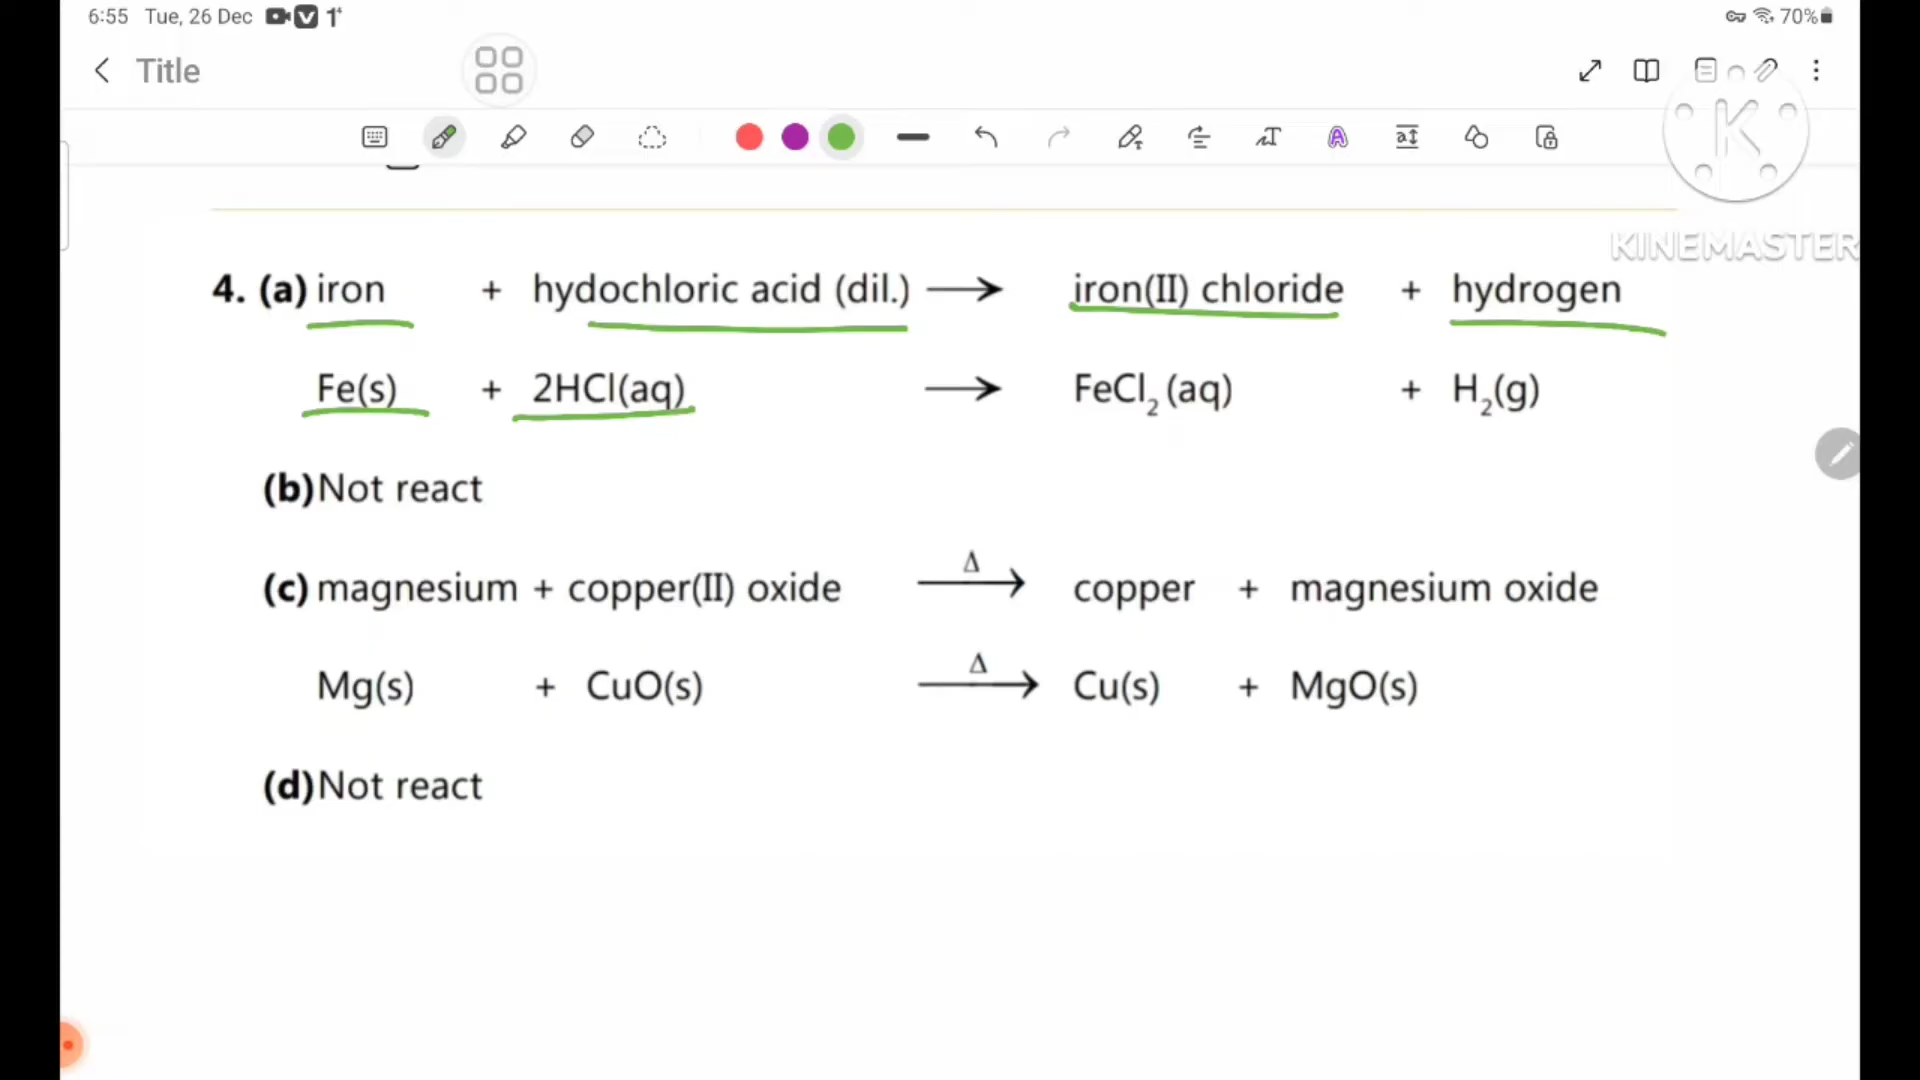 6:55 Tue, 26 Dec 70%
Title
KINEMASTER
4. (a) iron + hydochloric acid (dil.) ⟶ iron(II) chloride + hydrogen
Fe(s) + 2HCl(aq) ⟶ FeCl₂ (aq) + H₂(g)
(b) Not react
(c) magnesium + copper(II) oxide Δ⟶ copper + magnesium oxide
Mg(s) + CuO(s) Δ⟶ Cu(s) + MgO(s)
(d) Not react